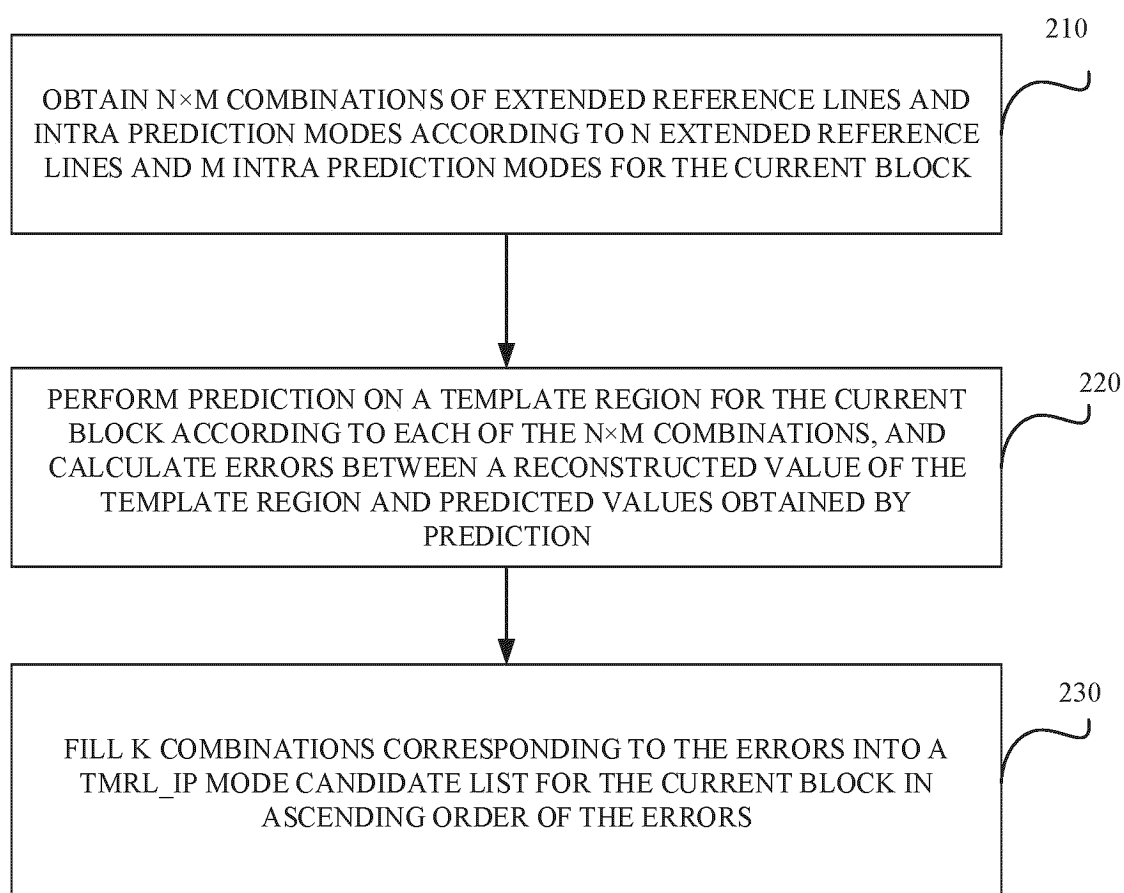 210
OBTAIN N×M COMBINATIONS OF EXTENDED REFERENCE LINES AND
INTRA PREDICTION MODES ACCORDING TO N EXTENDED REFERENCE
LINES AND M INTRA PREDICTION MODES FOR THE CURRENT BLOCK
220
PERFORM PREDICTION ON A TEMPLATE REGION FOR THE CURRENT
BLOCK ACCORDING TO EACH OF THE N×M COMBINATIONS, AND
CALCULATE ERRORS BETWEEN A RECONSTRUCTED VALUE OF THE
TEMPLATE REGION AND PREDICTED VALUES OBTAINED BY
PREDICTION
230
FILL K COMBINATIONS CORRESPONDING TO THE ERRORS INTO A
TMRL_IP MODE CANDIDATE LIST FOR THE CURRENT BLOCK IN
ASCENDING ORDER OF THE ERRORS